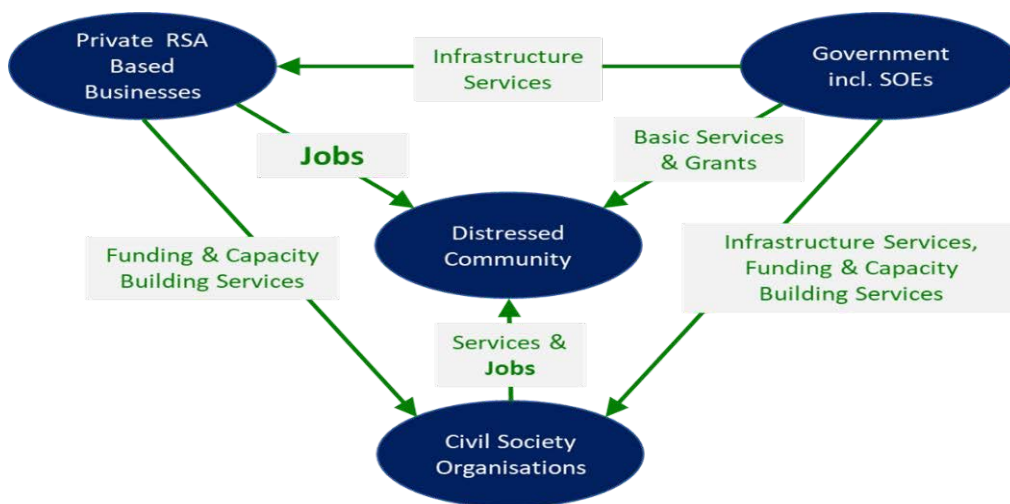 Private RSA
Based
Businesses
Infrastructure
Services
Government
incl. SOEs
Jobs
Basic Services
& Grants
Distressed
Community
Funding & Capacity
Building Services
Infrastructure Services,
Funding & Capacity
Building Services
Services &
Jobs
Civil Society
Organisations